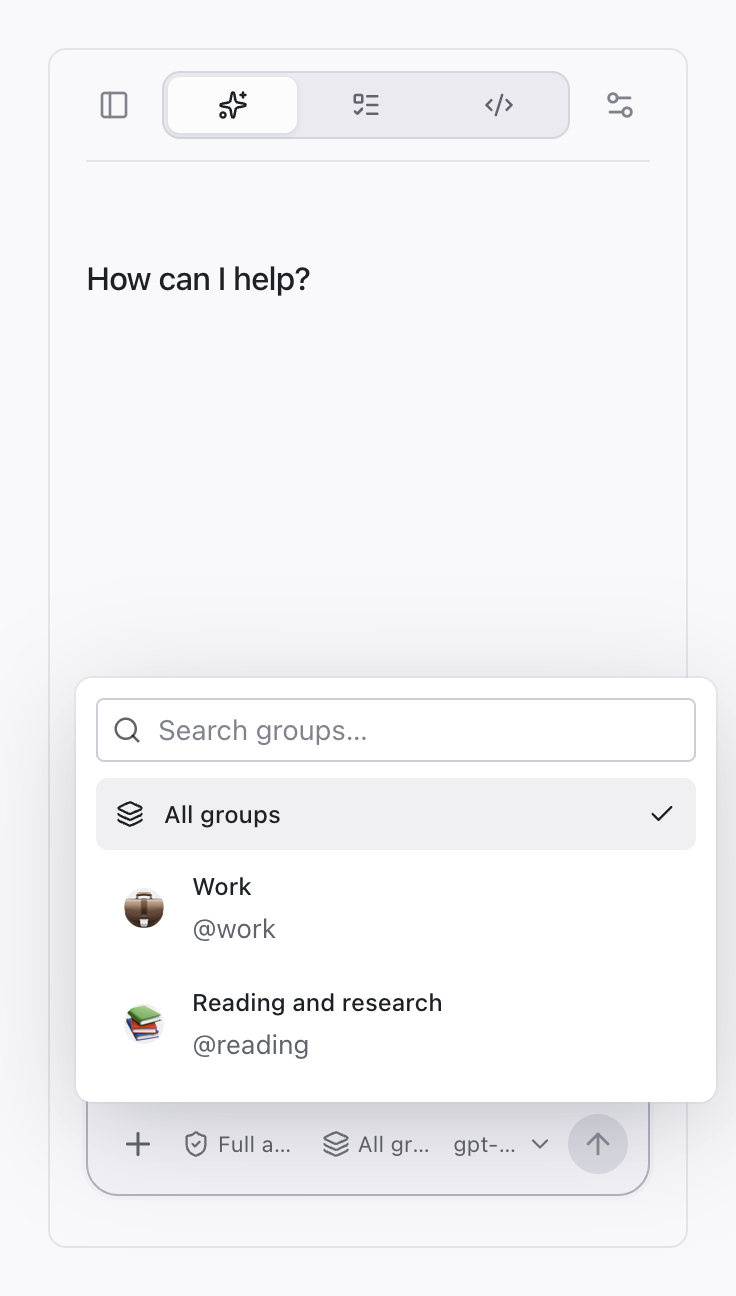 How can I help?
Search groups...
All groups
Work
@work
Reading and research
@reading
Full a...
All gr...
gpt-...